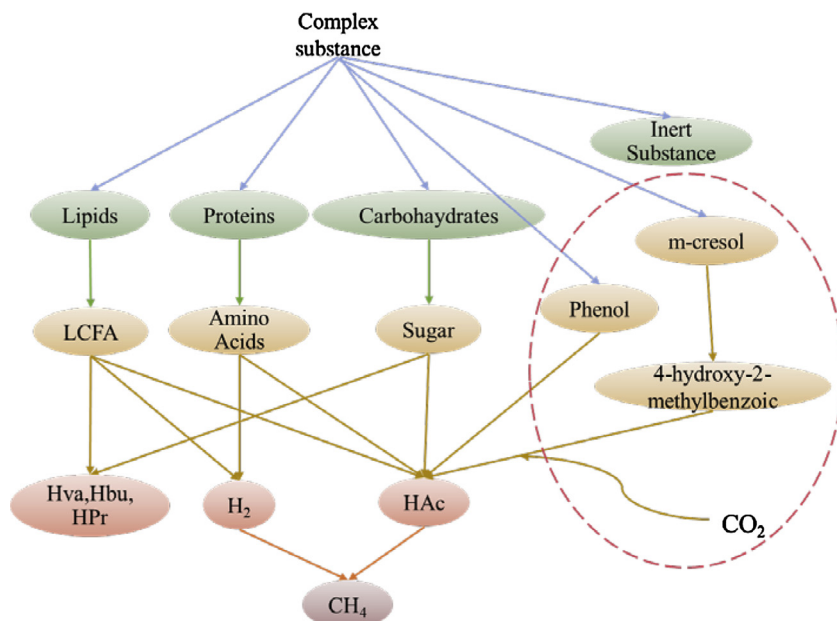 Complex
substance
Inert
Substance
Lipids
Proteins
Carbohaydrates
m-cresol
Phenol
LCFA
Amino
Acids
Sugar
4-hydroxy-2-
methylbenzoic
Hva,Hbu,
HPr
H₂
HAc
CO₂
CH₄